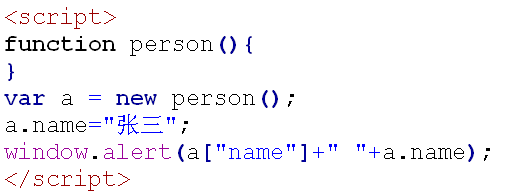 <script>
function person(){
}
var a = new person();
a.name="张三";
window.alert(a["name"]+" "+a.name);
</script>